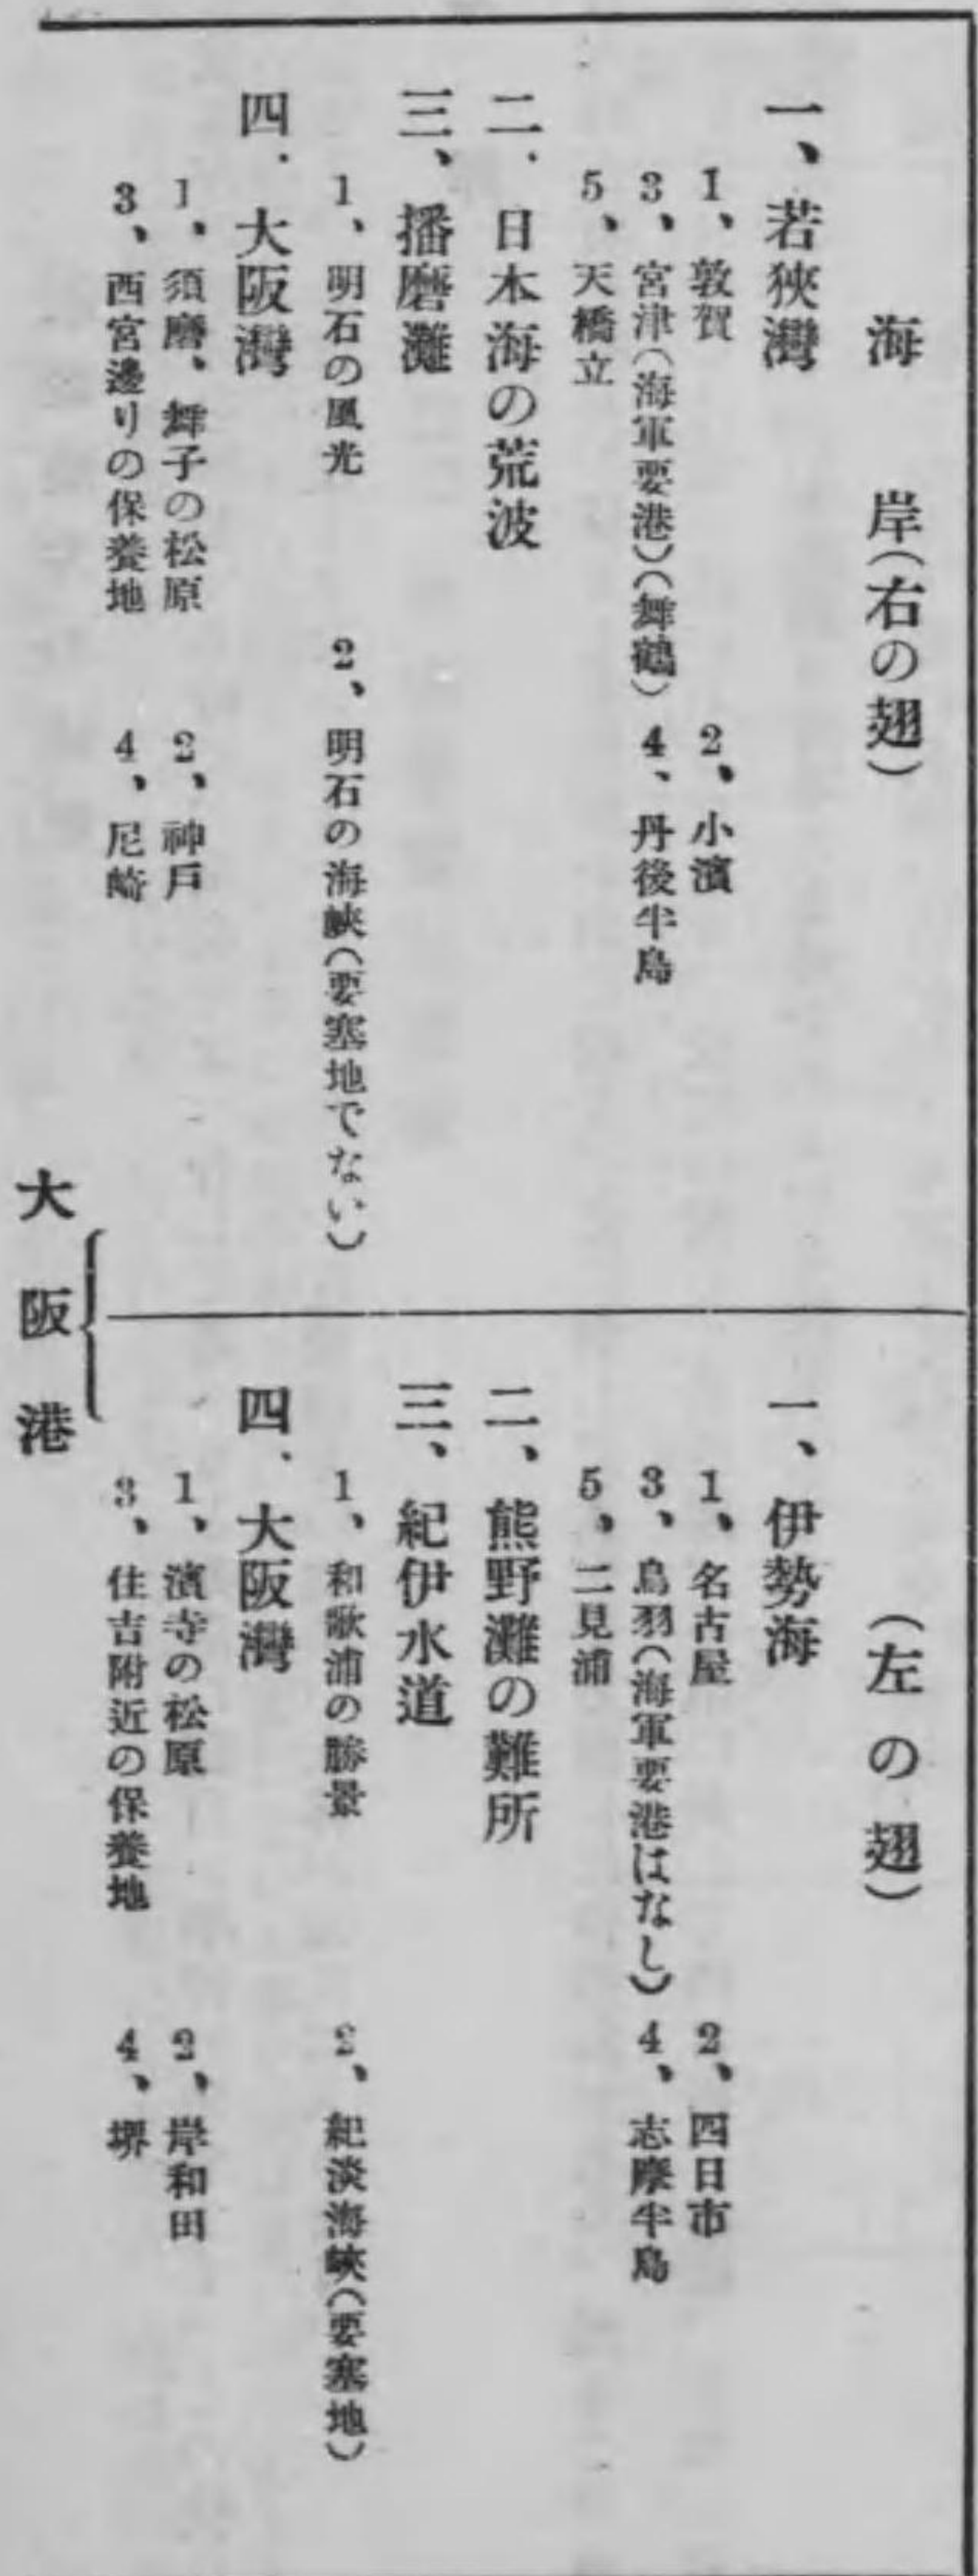 海岸(右の翅)
一、若狹灣
1、敦賀　2、小濱
3、宮津(海軍要港)(舞鶴)　4、丹後半島
5、天橋立
二.日本海の荒波
三、播磨灘
1、明石の風光　2、明石の海峽(要塞地でない)
四.大阪灣
1、須磨、舞子の松原　2、神戸
3、西宮邊りの保養地　4、尼崎
(左の翅)
一、伊勢海
1、名古屋　2、四日市
3、鳥羽(海軍要港はなし)　4、志摩半島
5、二見浦
二、熊野灘の難所
三、紀伊水道
1、和歌浦の勝景　2、紀淡海峽(要塞地)
四.大阪灣
1、濱寺の松原　2、岸和田
3、住吉附近の保養地　4、堺
大阪港